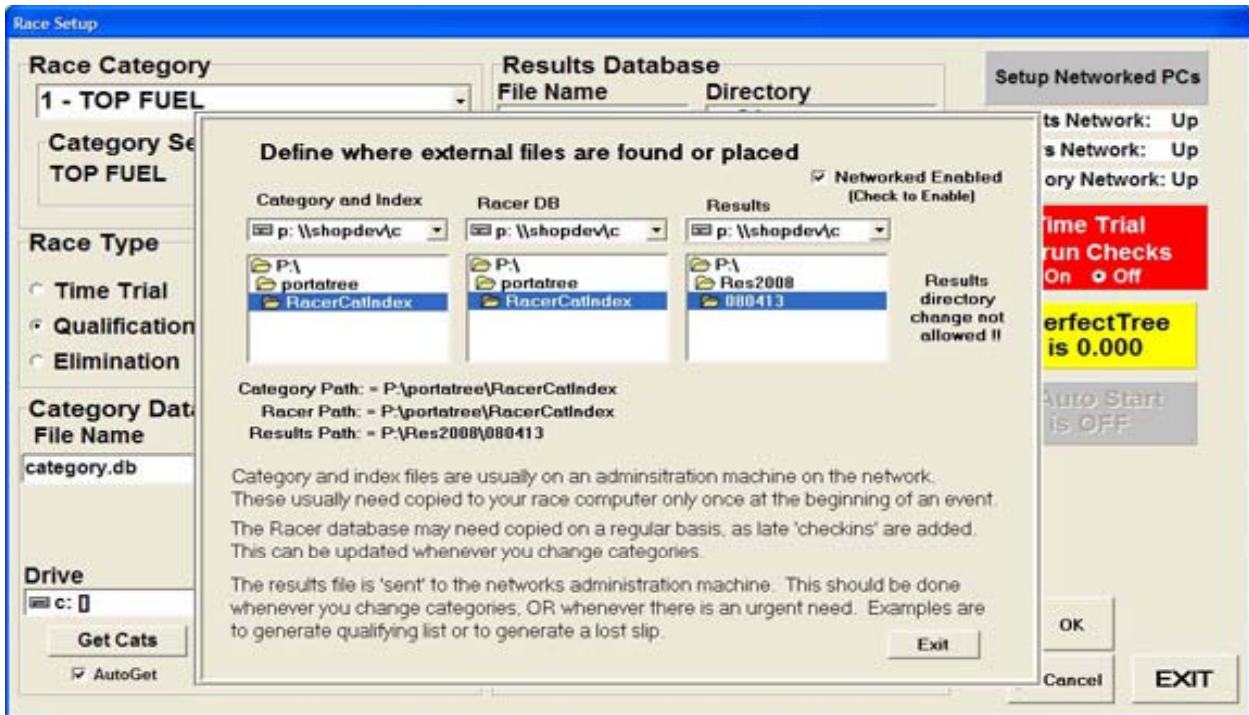 Race Setup
Race Category
1 - TOP FUEL
Category Se
TOP FUEL
Race Type
Time Trial
Qualification
Elimination
Category Data
File Name
category.db
Drive
c: []
Get Cats
AutoGet
Results Database
File Name
Directory
Define where external files are found or placed
Networked Enabled
(Check to Enable)
Category and Index
Racer DB
Results
p: \\shopdev\c
p: \\shopdev\c
p: \\shopdev\c
P:\
portatree
RacerCatIndex
P:\
portatree
RacerCatIndex
P:\
Res2008
080413
Results
directory
change not
allowed !!
Category Path: = P:\portatree\RacerCatIndex
Racer Path: = P:\portatree\RacerCatIndex
Results Path: = P:\Res2008\080413
Category and index files are usually on an adminsitration machine on the network.
These usually need copied to your race computer only once at the beginning of an event.
The Racer database may need copied on a regular basis, as late 'checkins' are added.
This can be updated whenever you change categories.
The results file is 'sent' to the networks administration machine. This should be done
whenever you change categories, OR whenever there is an urgent need. Examples are
to generate qualifying list or to generate a lost slip.
Exit
Setup Networked PCs
ts Network: Up
s Network: Up
ory Network: Up
Time Trial
run Checks
On Off
erfectTree
is 0.000
Auto Start
is OFF
OK
Cancel
EXIT